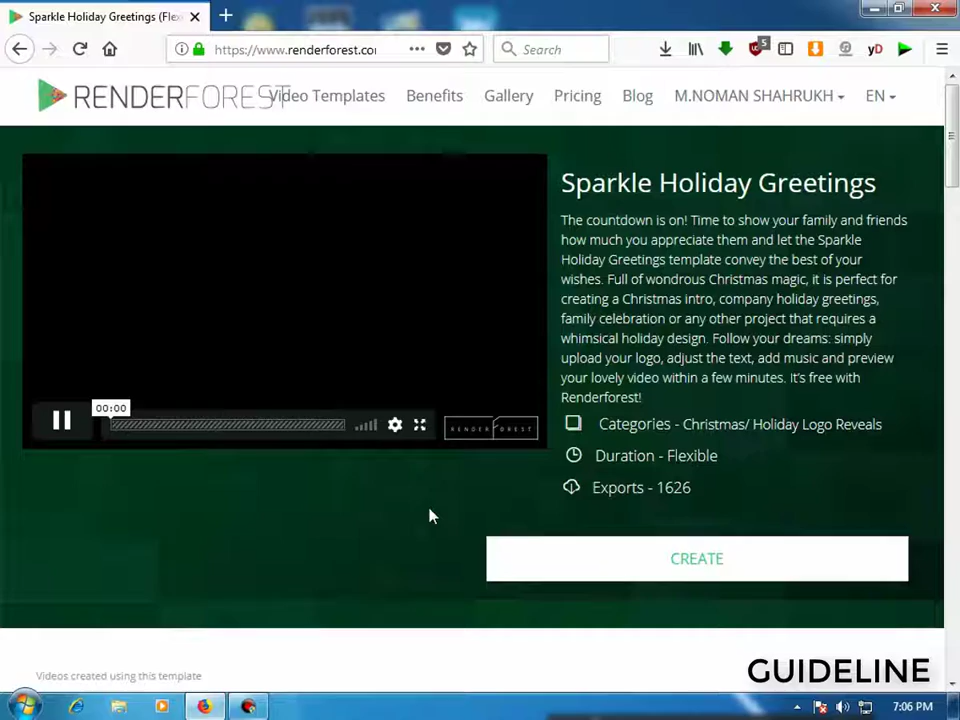 Sparkle Holiday Greetings (Flex
https://www.renderforest.co
Search
5
yD
RENDERFOREST
Video Templates
Benefits
Gallery
Pricing
Blog
M.NOMAN SHAHRUKH
EN
Sparkle Holiday Greetings
The countdown is on! Time to show your family and friends
how much you appreciate them and let the Sparkle
Holiday Greetings template convey the best of your
wishes. Full of wondrous Christmas magic, it is perfect for
creating a Christmas intro, company holiday greetings,
family celebration or any other project that requires a
whimsical holiday design. Follow your dreams: simply
upload your logo, adjust the text, add music and preview
your lovely video within a few minutes. It's free with
Renderforest!
00:00
RENDERFOREST
Categories - Christmas/ Holiday Logo Reveals
Duration - Flexible
Exports - 1626
CREATE
Videos created using this template
GUIDELINE
7:06 PM